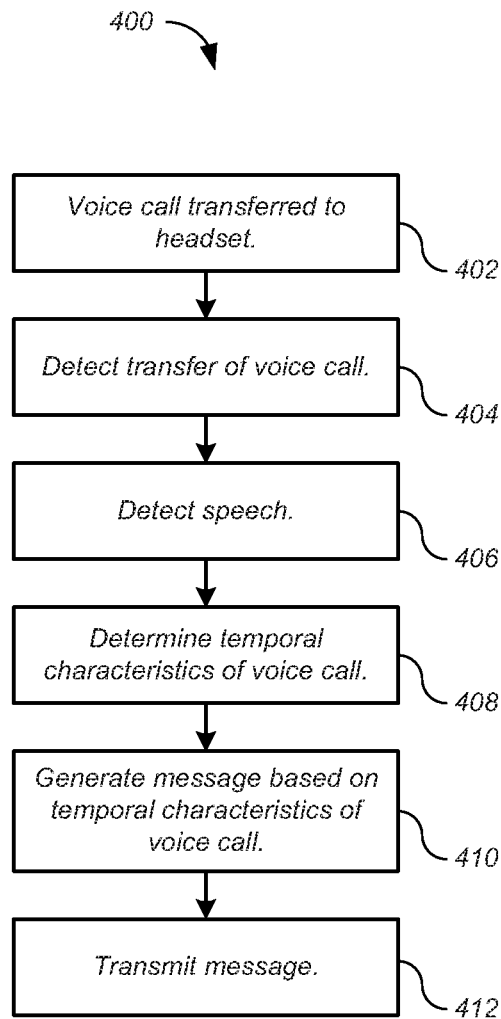 400
Voice call transferred to
headset.
402
Detect transfer of voice call.
404
Detect speech.
406
Determine temporal
characteristics of voice call.
408
Generate message based on
temporal characteristics of
voice call.
410
Transmit message.
412